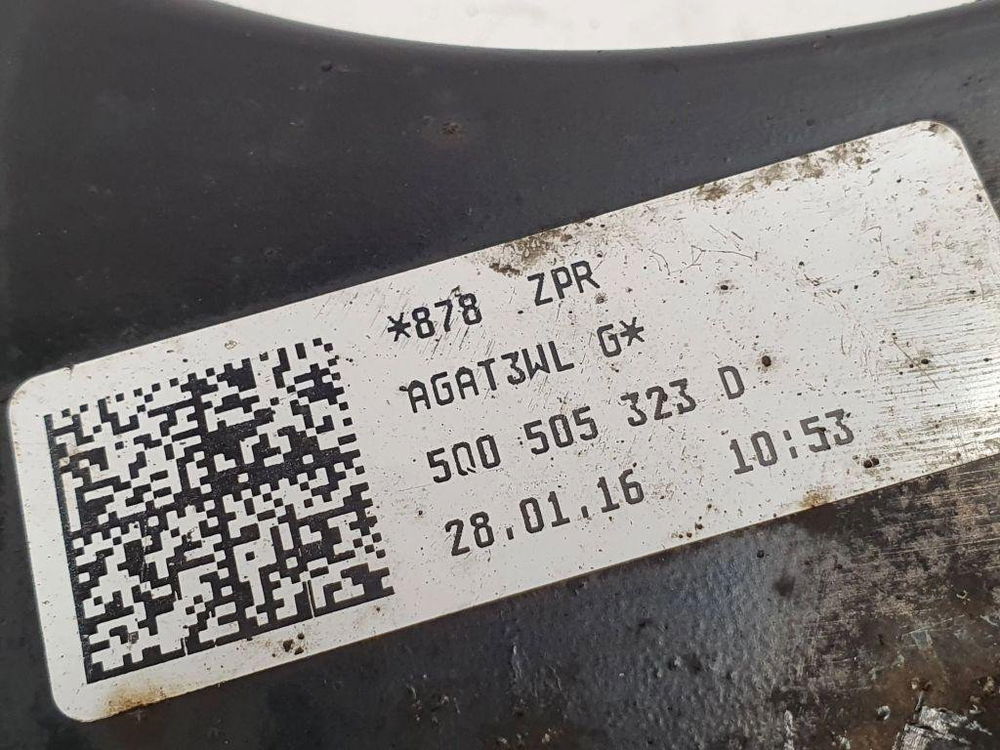 *878 ZPR
AGAT3WL G*
5Q0 505 323 D
28.01.16 10:53